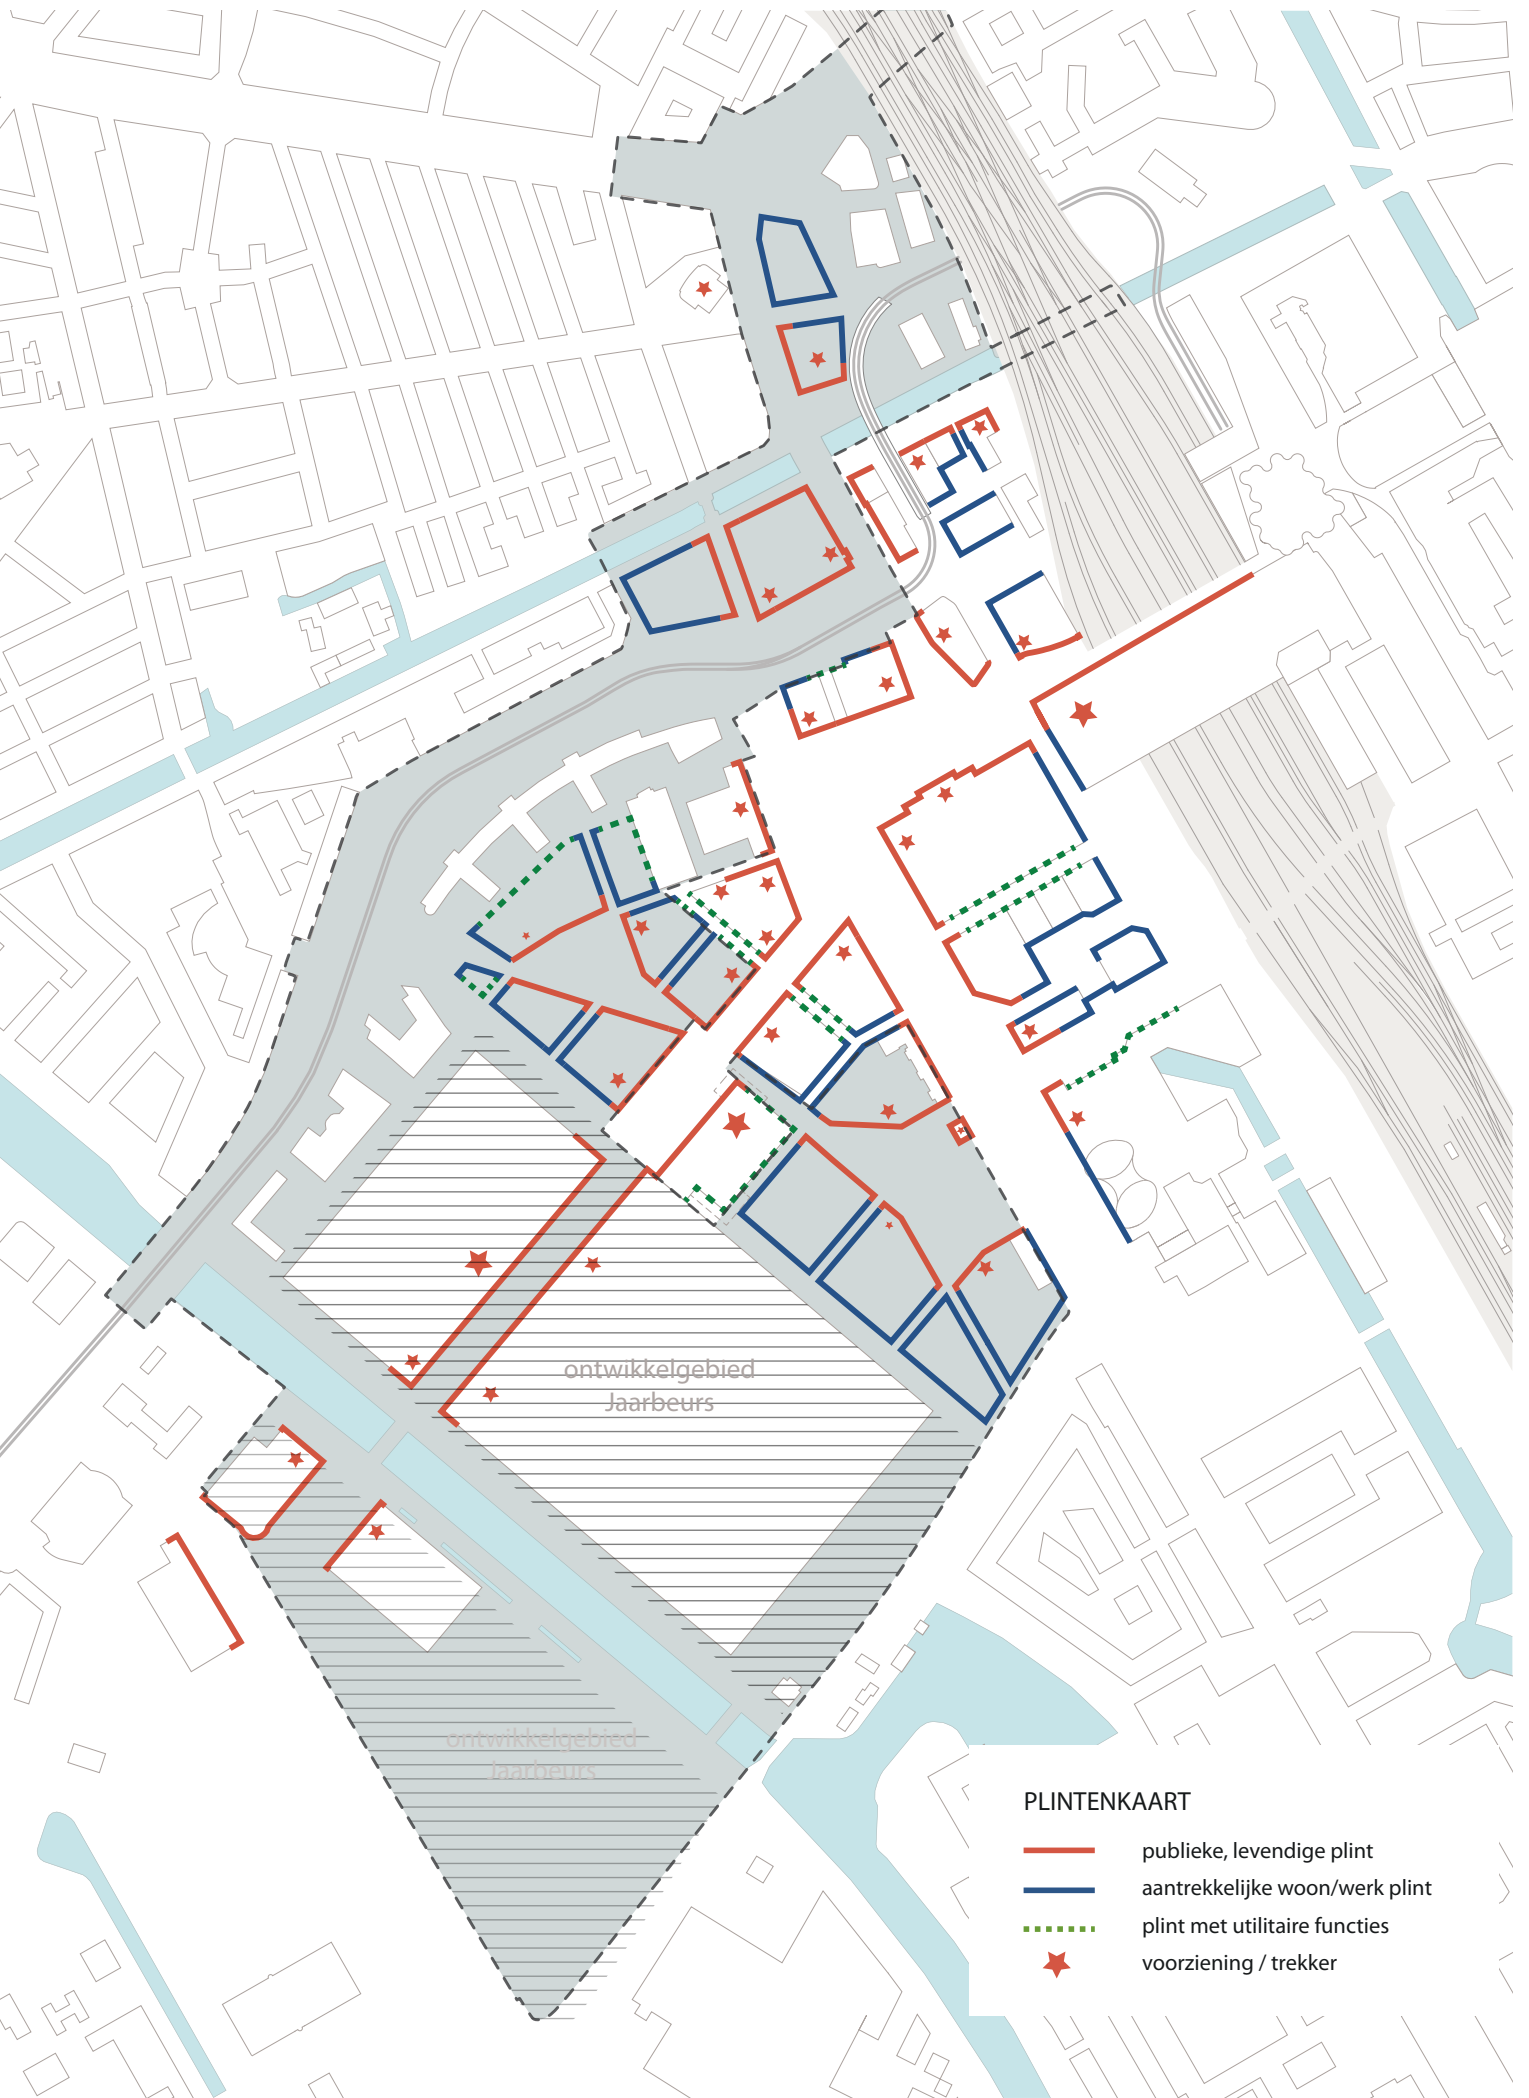 ontwikkelgebied
Jaarbeurs
ontwikkelgebied
Jaarbeurs
PLINTENKAART
publieke, levendige plint
aantrekkelijke woon/werk plint
plint met utilitaire functies
voorziening / trekker